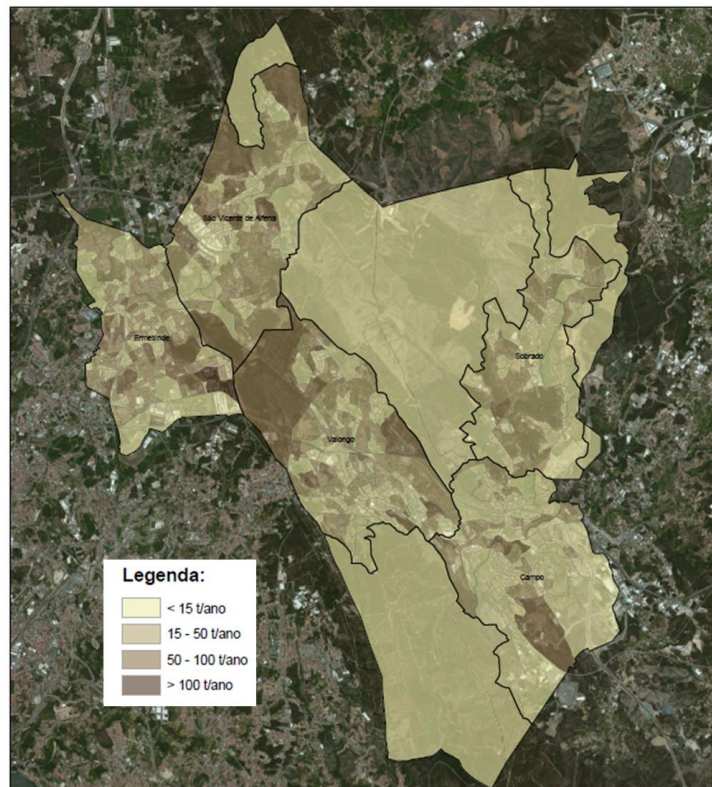 São Vicente de Alfena
Ermesinde
Sobrado
Valongo
Campo
Legenda:
< 15 t/ano
15 - 50 t/ano
50 - 100 t/ano
> 100 t/ano